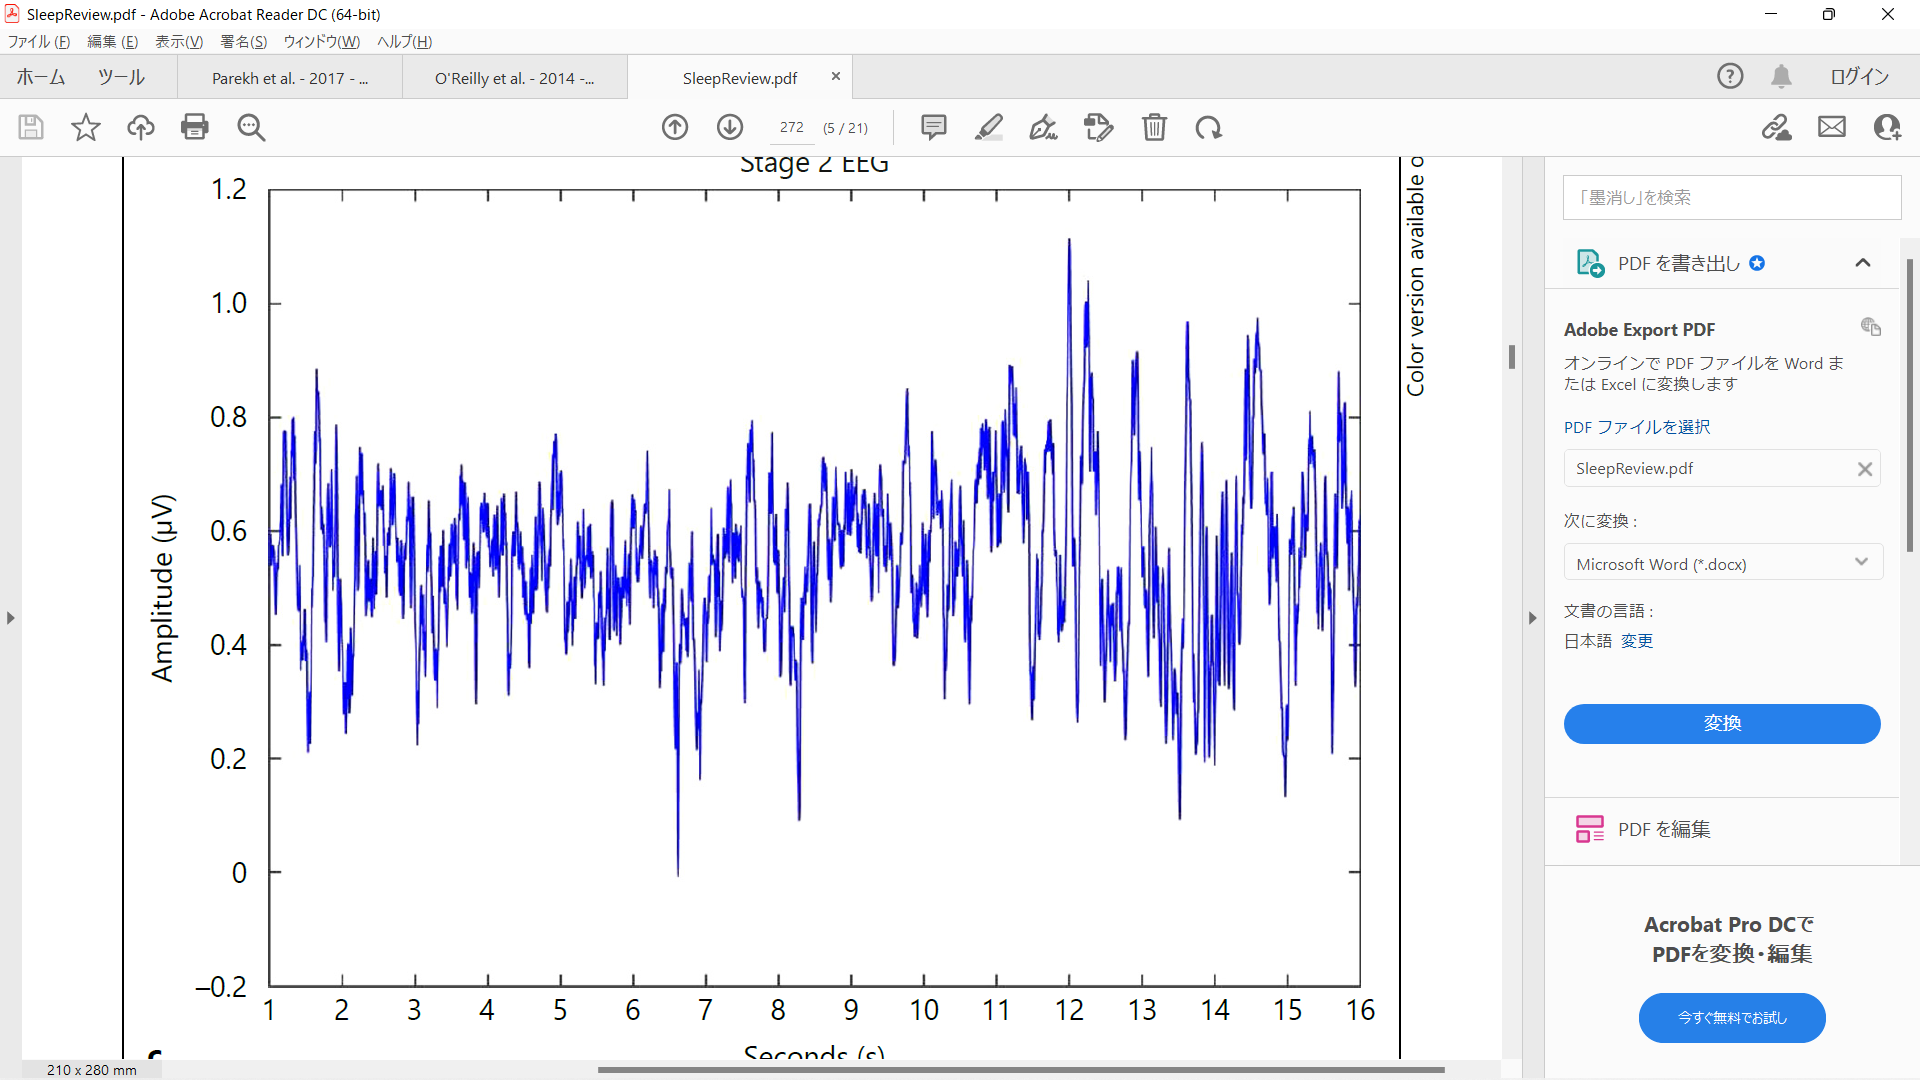 SleepReview.pdf - Adobe Acrobat Reader DC (64-bit)
ファイル (F) 編集 (E) 表示(V) 署名(S) ウィンドウ(W) ヘルプ(H)
ホーム ツール Parekh et al. - 2017 - ... O'Reilly et al. - 2014 -... SleepReview.pdf ログイン
272 (5 / 21)
Stage 2 EEG
Color version available o
Amplitude (µV)
1.2
1.0
0.8
0.6
0.4
0.2
0
–0.2
1 2 3 4 5 6 7 8 9 10 11 12 13 14 15 16
Seconds (s)
210 x 280 mm
「墨消し」を検索
PDF を書き出し
Adobe Export PDF
オンラインで PDF ファイルを Word ま
たは Excel に変換します
PDF ファイルを選択
SleepReview.pdf
次に変換 :
Microsoft Word (*.docx)
文書の言語 :
日本語 変更
変換
PDF を編集
Acrobat Pro DCで
PDFを変換・編集
今すぐ無料でお試し